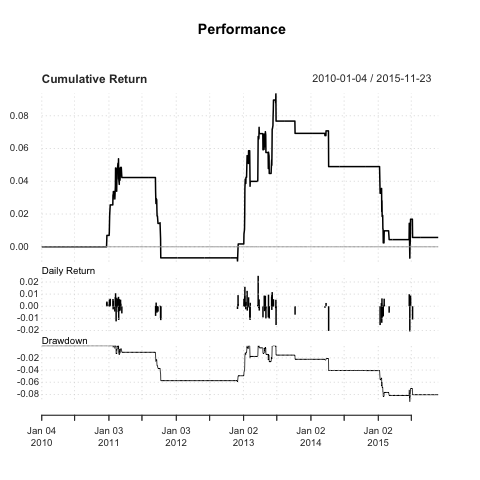 Performance
Cumulative Return 2010-01-04 / 2015-11-23
0.08
0.06
0.04
0.02
0.00
Daily Return
0.02
0.01
0.00
-0.01
-0.02
Drawdown
-0.02
-0.04
-0.06
-0.08
Jan 04 Jan 03 Jan 03 Jan 02 Jan 02 Jan 02
2010 2011 2012 2013 2014 2015